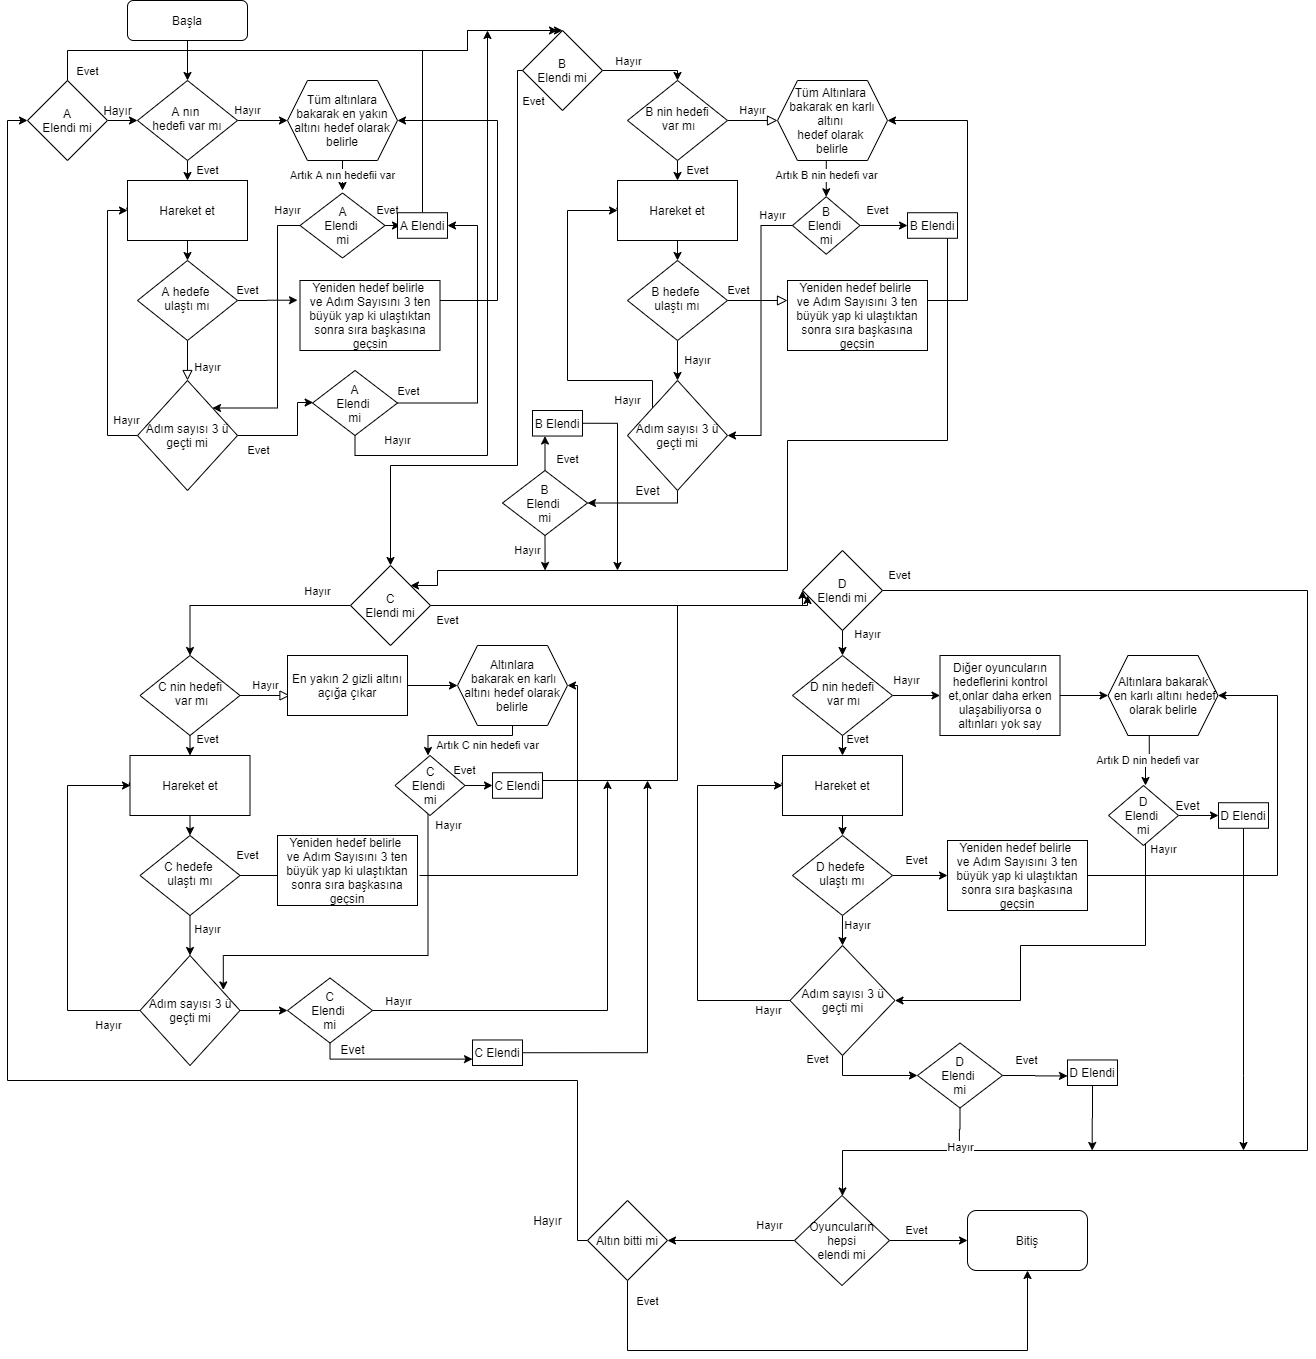 Başla
Evet
A
Elendi mi
Hayır
A nın
hedefi var mı
Hayır
Tüm altınlara
bakarak en yakın
altını hedef olarak
belirle
Evet
Artık A nın hedefii var
Hareket et
Hayır
A
Elendi
mi
Evet
A Elendi
A hedefe
ulaştı mı
Evet
Yeniden hedef belirle
ve Adım Sayısını 3 ten
büyük yap ki ulaştıktan
sonra sıra başkasına
geçsin
Hayır
Hayır
Adım sayısı 3 ü
geçti mi
Evet
A
Elendi
mi
Evet
Hayır
B
Elendi mi
Hayır
Evet
B nin hedefi
var mı
Hayır
Tüm Altınlara
bakarak en karlı
altını
hedef olarak
belirle
Evet
Artık B nin hedefi var
Hareket et
Hayır
B
Elendi
mi
Evet
B Elendi
B hedefe
ulaştı mı
Evet
Yeniden hedef belirle
ve Adım Sayısını 3 ten
büyük yap ki ulaştıktan
sonra sıra başkasına
geçsin
Hayır
Hayır
Adım sayısı 3 ü
geçti mi
B Elendi
Evet
B
Elendi
mi
Evet
Hayır
Hayır
C
Elendi mi
Evet
C nin hedefi
var mı
Hayır
En yakın 2 gizli altını
açığa çıkar
Altınlara
bakarak en karlı
altını hedef olarak
belirle
Evet
Artık C nin hedefi var
Hareket et
C
Elendi
mi
Evet
C Elendi
Hayır
C hedefe
ulaştı mı
Evet
Yeniden hedef belirle
ve Adım Sayısını 3 ten
büyük yap ki ulaştıktan
sonra sıra başkasına
geçsin
Hayır
Adım sayısı 3 ü
geçti mi
Hayır
C
Elendi
mi
Hayır
Evet
C Elendi
D
Elendi mi
Evet
Hayır
D nin hedefi
var mı
Hayır
Diğer oyuncuların
hedeflerini kontrol
et,onlar daha erken
ulaşabiliyorsa o
altınları yok say
Altınlara bakarak
en karlı altını hedef
olarak belirle
Evet
Artık D nin hedefi var
Hareket et
D
Elendi
mi
Evet
D Elendi
Hayır
D hedefe
ulaştı mı
Evet
Yeniden hedef belirle
ve Adım Sayısını 3 ten
büyük yap ki ulaştıktan
sonra sıra başkasına
geçsin
Hayır
Adım sayısı 3 ü
geçti mi
Hayır
Evet
D
Elendi
mi
Evet
D Elendi
Hayır
Hayır
Altın bitti mi
Hayır
Oyuncuların
hepsi
elendi mi
Evet
Bitiş
Evet